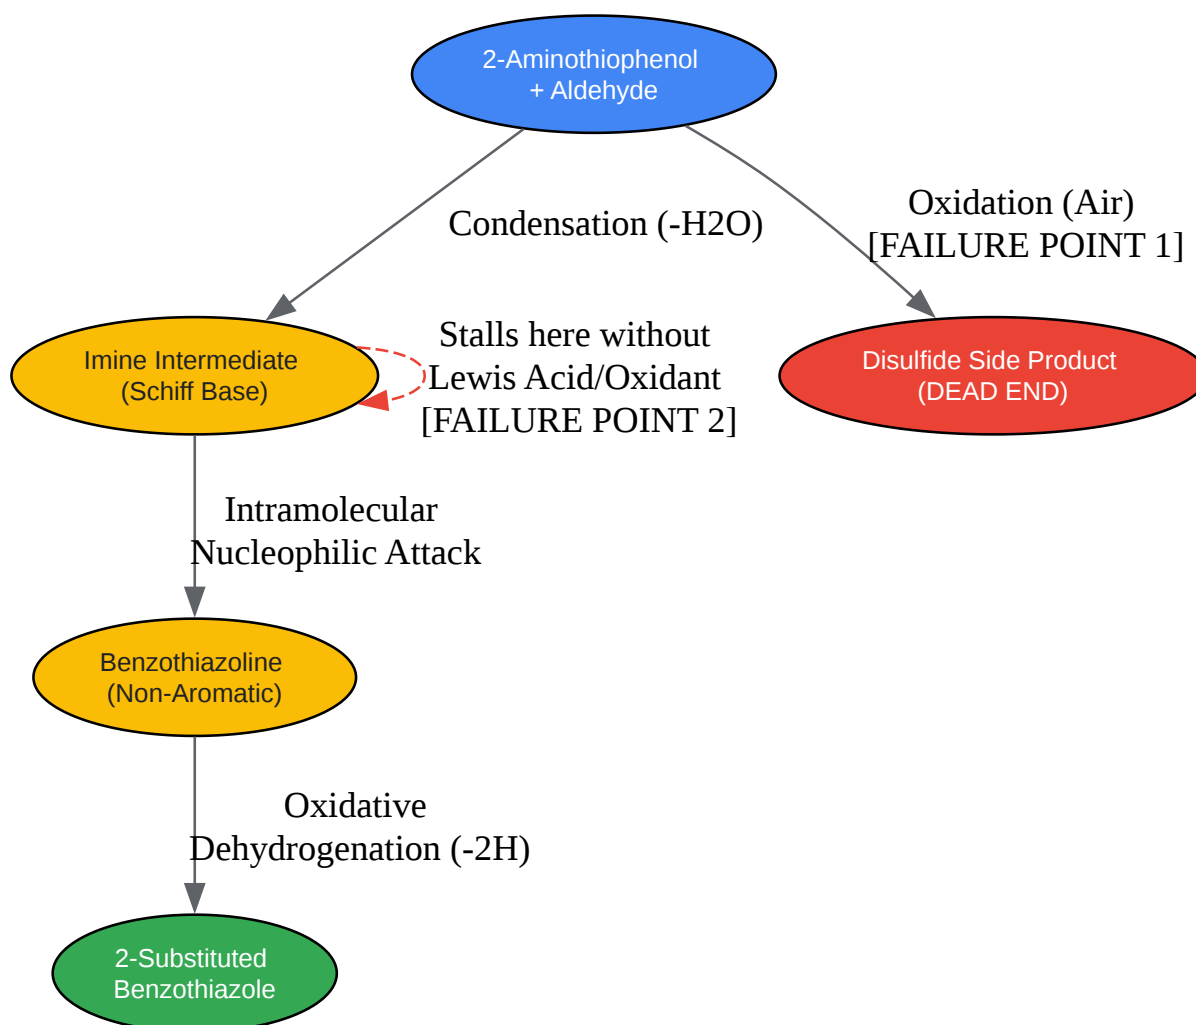 2-Aminothiophenol
+ Aldehyde
Condensation (-H2O)
Oxidation (Air)
[FAILURE POINT 1]
Imine Intermediate
(Schiff Base)
Stalls here without
Lewis Acid/Oxidant
[FAILURE POINT 2]
Disulfide Side Product
(DEAD END)
Intramolecular
Nucleophilic Attack
Benzothiazoline
(Non-Aromatic)
Oxidative
Dehydrogenation (-2H)
2-Substituted
Benzothiazole